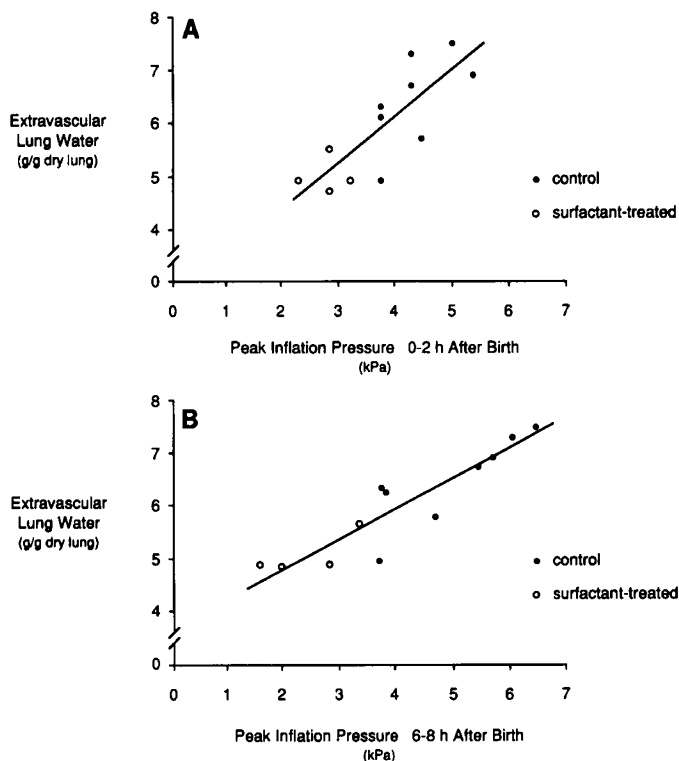 A
8
7
6
5
4
0
Extravascular
Lung Water
(g/g dry lung)
control
surfactant-treated
0 1 2 3 4 5 6 7
Peak Inflation Pressure 0-2 h After Birth
(kPa)
B
8
7
6
5
4
0
Extravascular
Lung Water
(g/g dry lung)
control
surfactant-treated
0 1 2 3 4 5 6 7
Peak Inflation Pressure 6-8 h After Birth
(kPa)